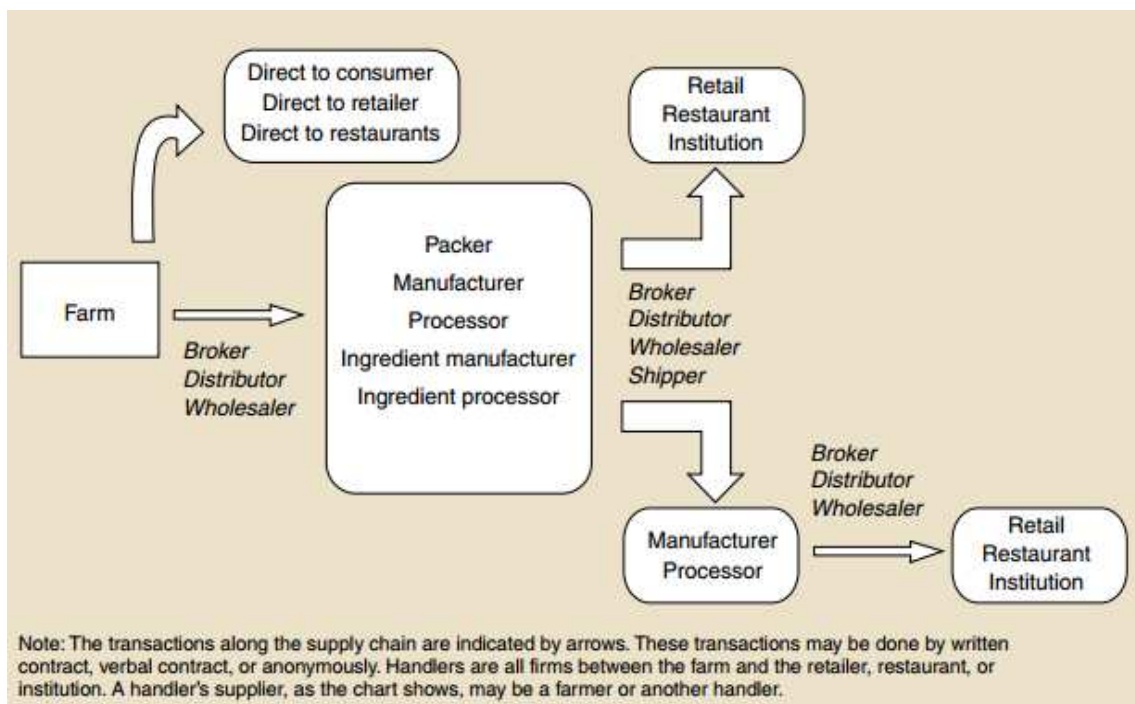 Direct to consumer
Direct to retailer
Direct to restaurants
Retail
Restaurant
Institution
Farm
Broker
Distributor
Wholesaler
Packer
Manufacturer
Processor
Ingredient manufacturer
Ingredient processor
Broker
Distributor
Wholesaler
Shipper
Manufacturer
Processor
Broker
Distributor
Wholesaler
Retail
Restaurant
Institution
Note: The transactions along the supply chain are indicated by arrows. These transactions may be done by written
contract, verbal contract, or anonymously. Handlers are all firms between the farm and the retailer, restaurant, or
institution. A handler's supplier, as the chart shows, may be a farmer or another handler.